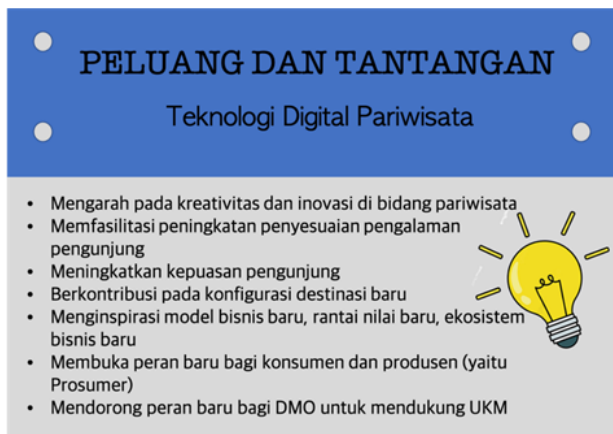 PELUANG DAN TANTANGAN
Teknologi Digital Pariwisata
• Mengarah pada kreativitas dan inovasi di bidang pariwisata
• Memfasilitasi peningkatan penyesuaian pengalaman
pengunjung
• Meningkatkan kepuasan pengunjung
• Berkontribusi pada konfigurasi destinasi baru
• Menginspirasi model bisnis baru, rantai nilai baru, ekosistem
bisnis baru
• Membuka peran baru bagi konsumen dan produsen (yaitu
Prosumer)
• Mendorong peran baru bagi DMO untuk mendukung UKM